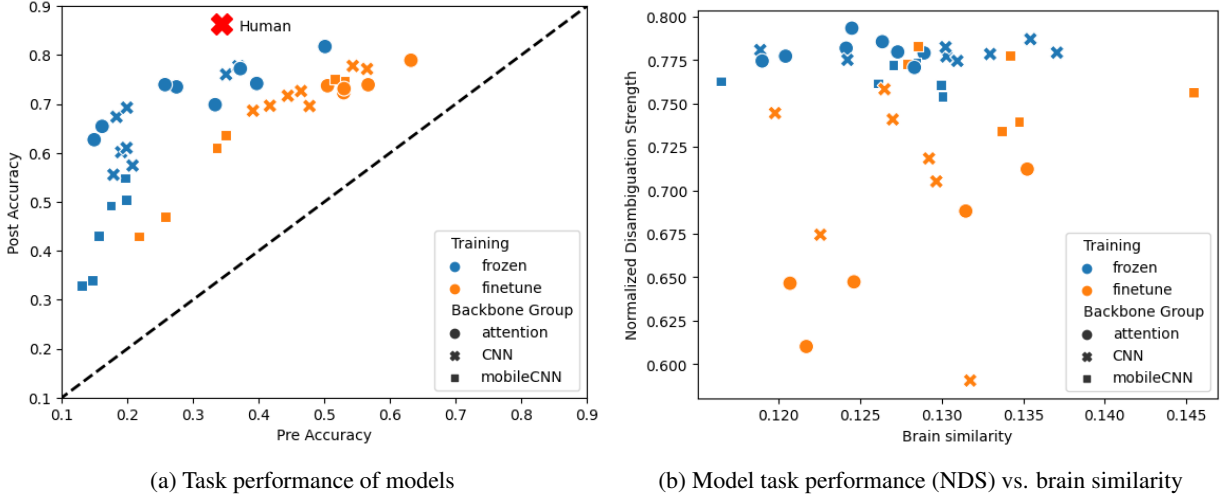 0.9
0.8
0.7
0.6
0.5
0.4
0.3
0.2
0.1
Post Accuracy
Human
Training
frozen
finetune
Backbone Group
attention
CNN
mobileCNN
0.1 0.2 0.3 0.4 0.5 0.6 0.7 0.8 0.9
Pre Accuracy
(a) Task performance of models
0.800
0.775
0.750
0.725
0.700
0.675
0.650
0.625
0.600
Normalized Disambiguation Strength
Training
frozen
finetune
Backbone Group
attention
CNN
mobileCNN
0.120 0.125 0.130 0.135 0.140 0.145
Brain similarity
(b) Model task performance (NDS) vs. brain similarity